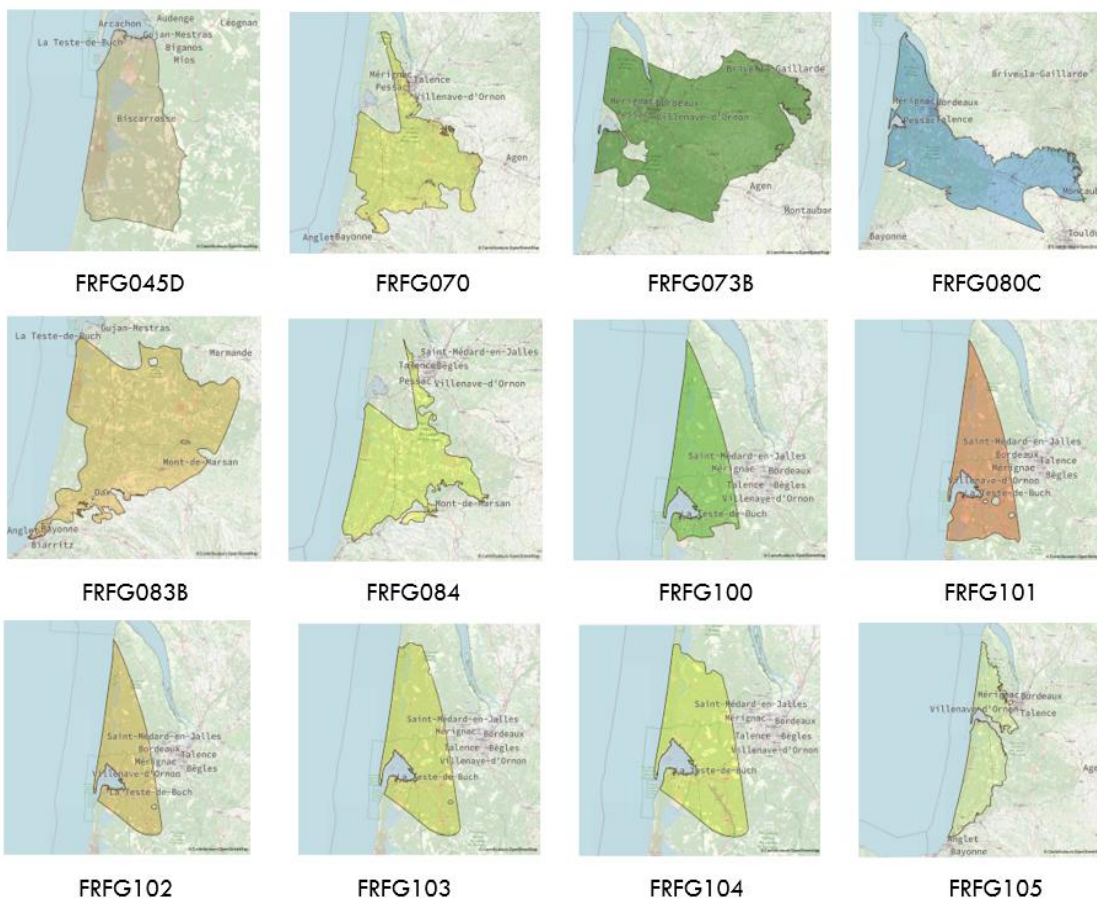 Arcachon Audenge Léognan
La Teste-de-Buch Gujan-Mestras
Biganos
Mios
Biscarrosse
FRFG045D
Mérignac Talence
Pessac
Villenave-d'Ornon
Agen
Anglet Bayonne
FRFG070
Brive-la-Gaillarde
Mérignac Bordeaux
Villenave-d'Ornon
Agen
Montauban
FRFG073B
Brive-la-Gaillarde
Mérignac Bordeaux
Pessac Talence
Bayonne
FRFG080C
La Teste-de-Buch Gujan-Mestras
Marmande
Mont-de-Marsan
Dax
Anglet Bayonne
Biarritz
FRFG083B
Saint-Médard-en-Jalles
Talence Bègles
Pessac Villenave-d'Ornon
Mont-de-Marsan
FRFG084
Saint-Médard-en-Jalles
Mérignac Bordeaux
Talence Bègles
Villenave-d'Ornon
La Teste-de-Buch
FRFG100
Saint-Médard-en-Jalles
Bordeaux
Mérignac Talence
Bègles
Villenave-d'Ornon
La Teste-de-Buch
FRFG101
Saint-Médard-en-Jalles
Bordeaux
Mérignac Talence
Villenave-d'Ornon Bègles
La Teste-de-Buch
FRFG102
Saint-Médard-en-Jalles
Mérignac Bordeaux
Talence Bègles
Villenave-d'Ornon
La Teste-de-Buch
FRFG103
Saint-Médard-en-Jalles
Mérignac Bordeaux
Talence Bègles
Villenave-d'Ornon
La Teste-de-Buch
FRFG104
Mérignac Bordeaux
Villenave-d'Ornon Talence
Anglet
Bayonne
FRFG105